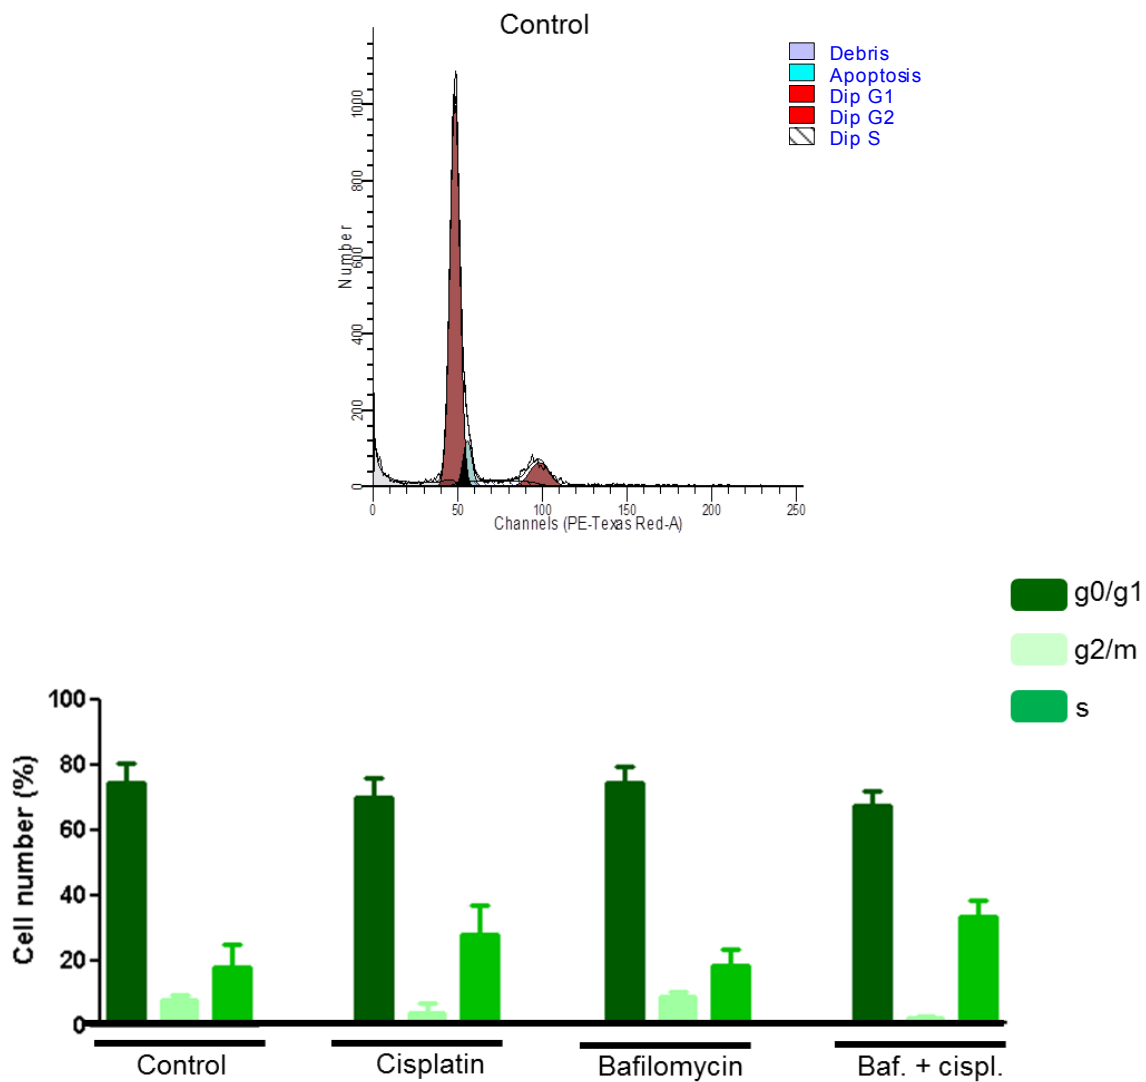 Control
Debris
Apoptosis
Dip G1
Dip G2
Dip S
Number
1000
800
600
400
200
0
0 50 100 150 200 250
Channels (PE-Texas Red-A)
g0/g1
g2/m
s
Cell number (%)
100
80
60
40
20
0
Control Cisplatin Bafilomycin Baf. + cispl.